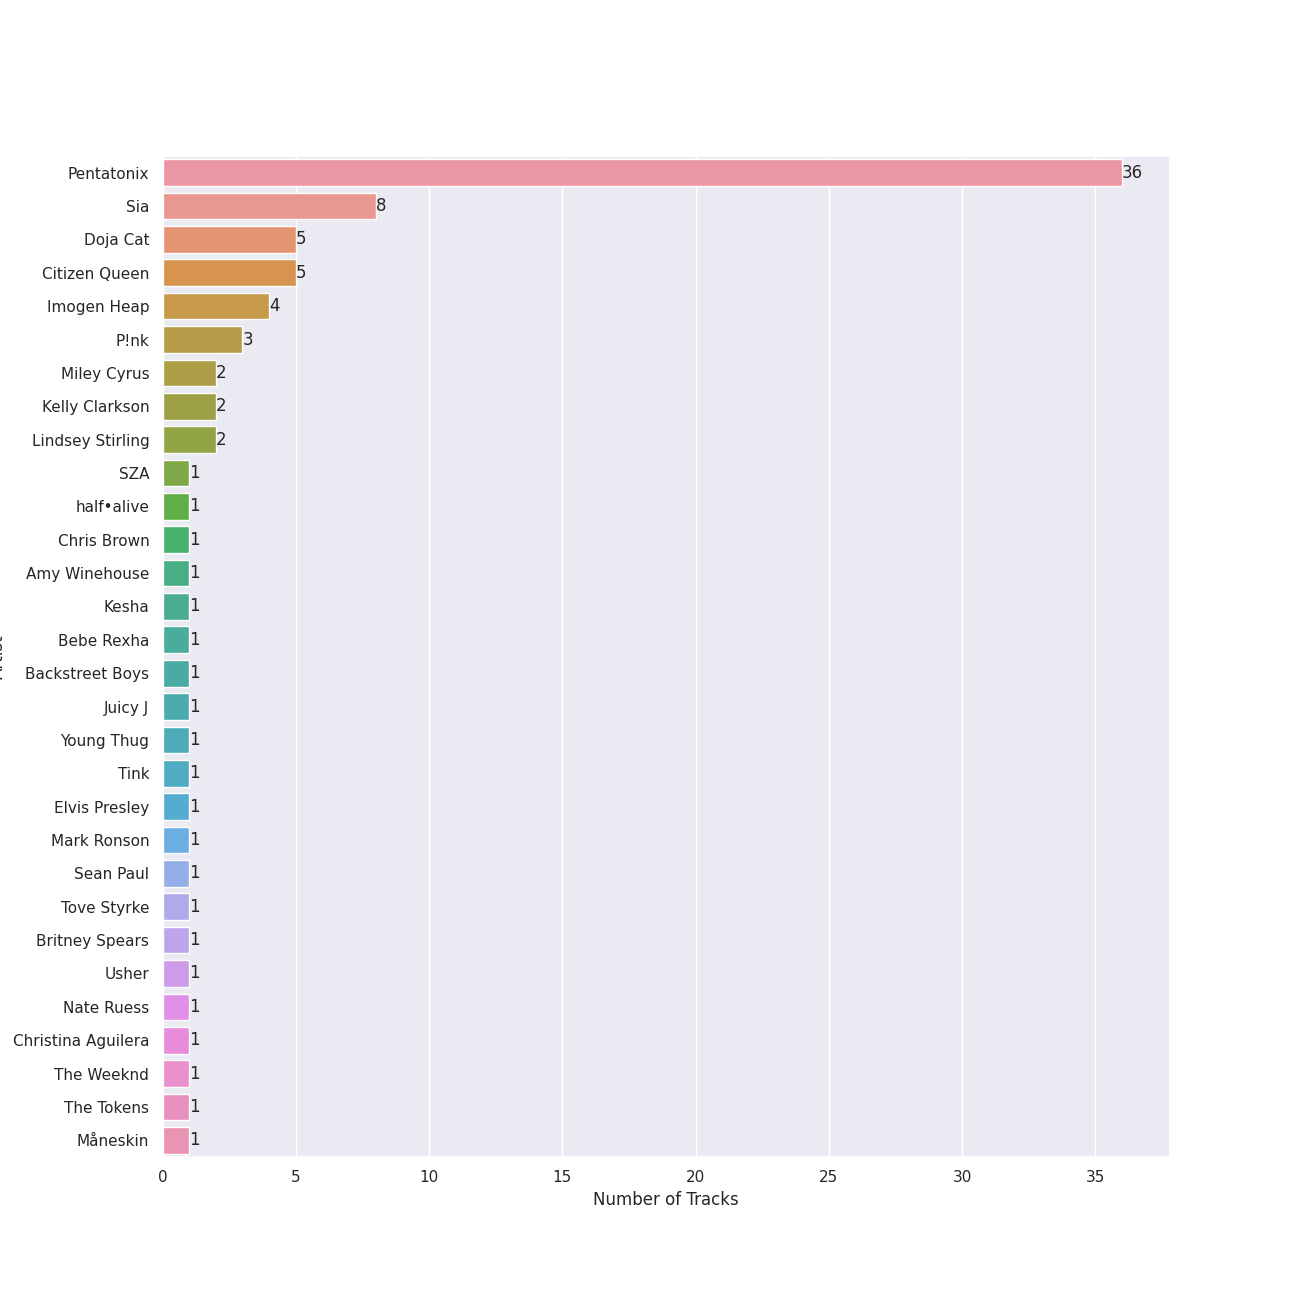 Pentatonix 36
Sia 8
Doja Cat 5
Citizen Queen 5
Imogen Heap 4
P!nk 3
Miley Cyrus 2
Kelly Clarkson 2
Lindsey Stirling 2
SZA 1
half•alive 1
Chris Brown 1
Amy Winehouse 1
Kesha 1
Bebe Rexha 1
Backstreet Boys 1
Juicy J 1
Young Thug 1
Tink 1
Elvis Presley 1
Mark Ronson 1
Sean Paul 1
Tove Styrke 1
Britney Spears 1
Usher 1
Nate Ruess 1
Christina Aguilera 1
The Weeknd 1
The Tokens 1
Måneskin 1
0 5 10 15 20 25 30 35
Number of Tracks